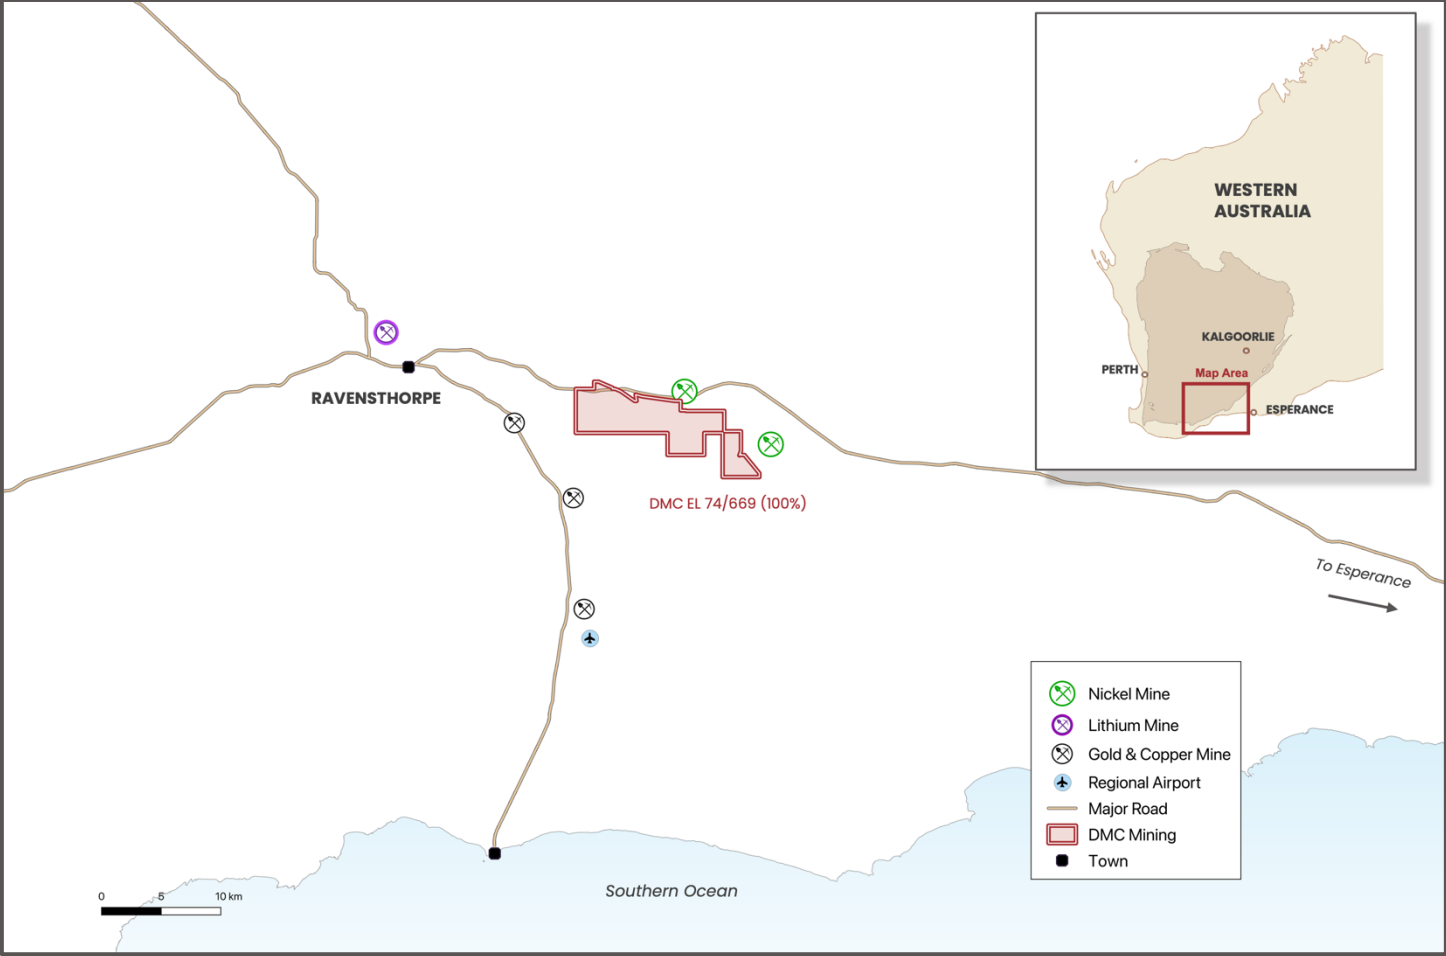 WESTERN
AUSTRALIA
KALGOORLIE
PERTH
Map Area
ESPERANCE
RAVENSTHORPE
DMC EL 74/669 (100%)
To Esperance
Nickel Mine
Lithium Mine
Gold & Copper Mine
Regional Airport
Major Road
DMC Mining
Town
Southern Ocean
0 5 10 km